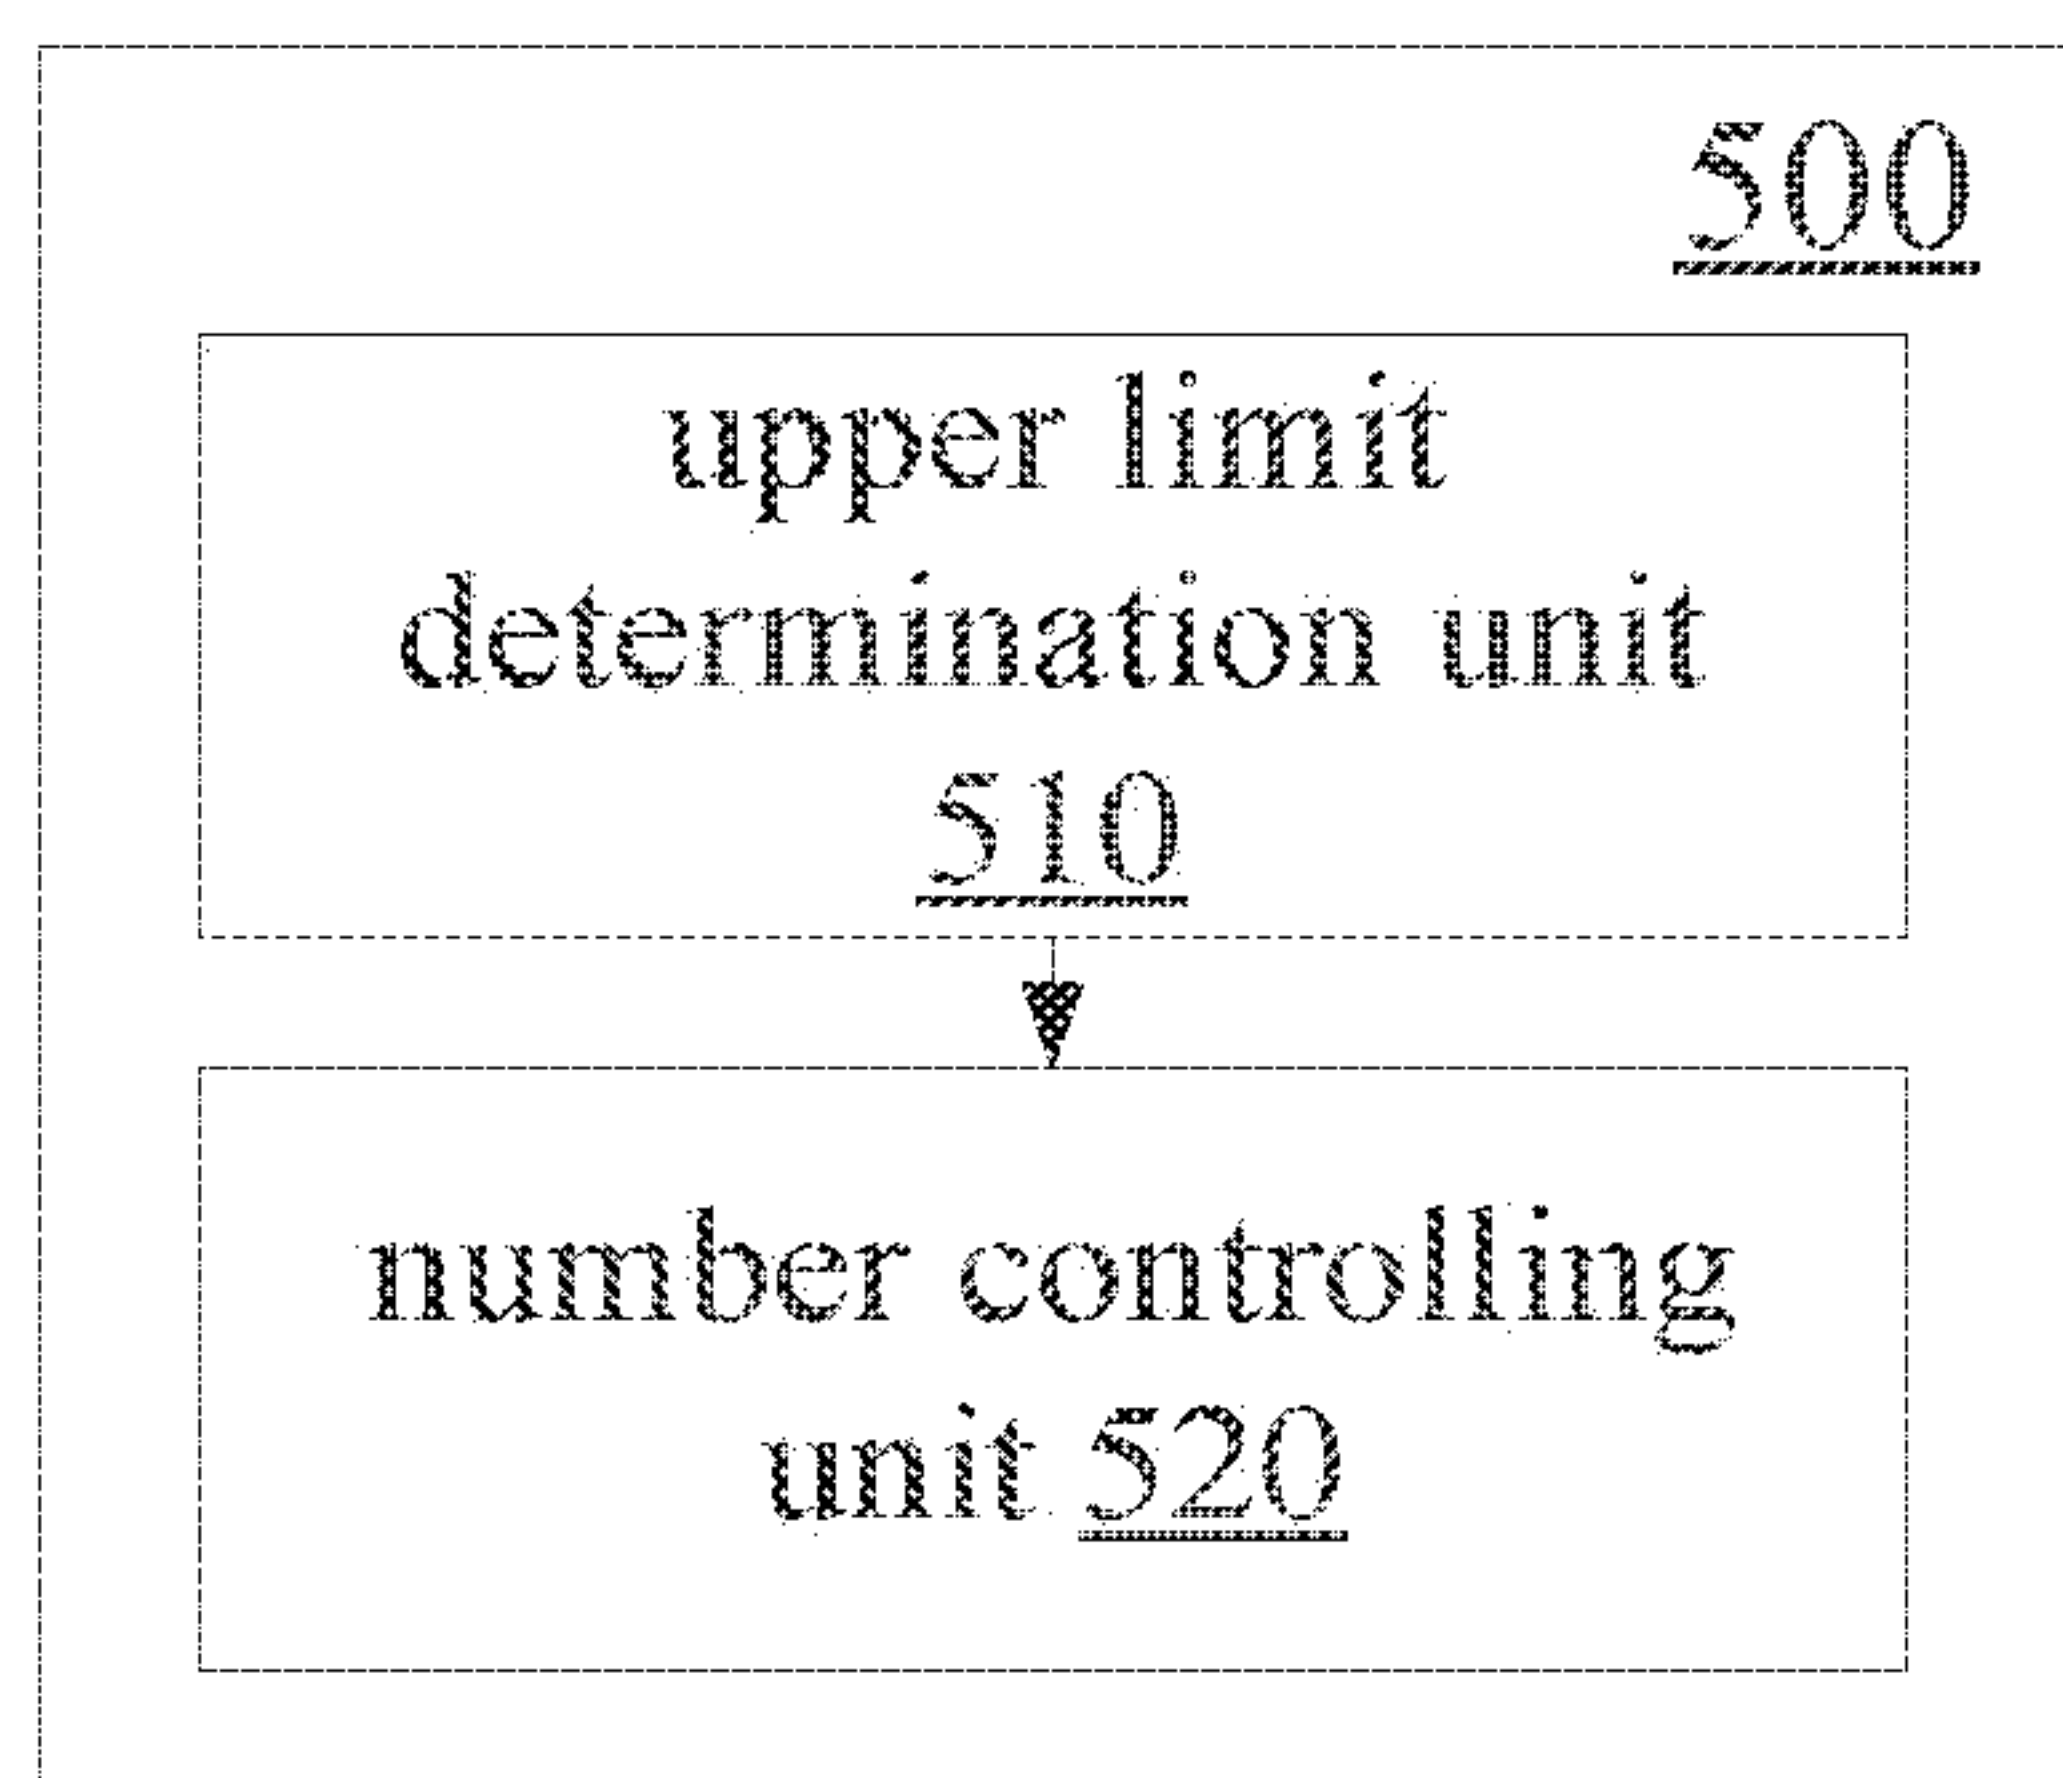 500
upper limit
determination unit
510
number controlling
unit 520